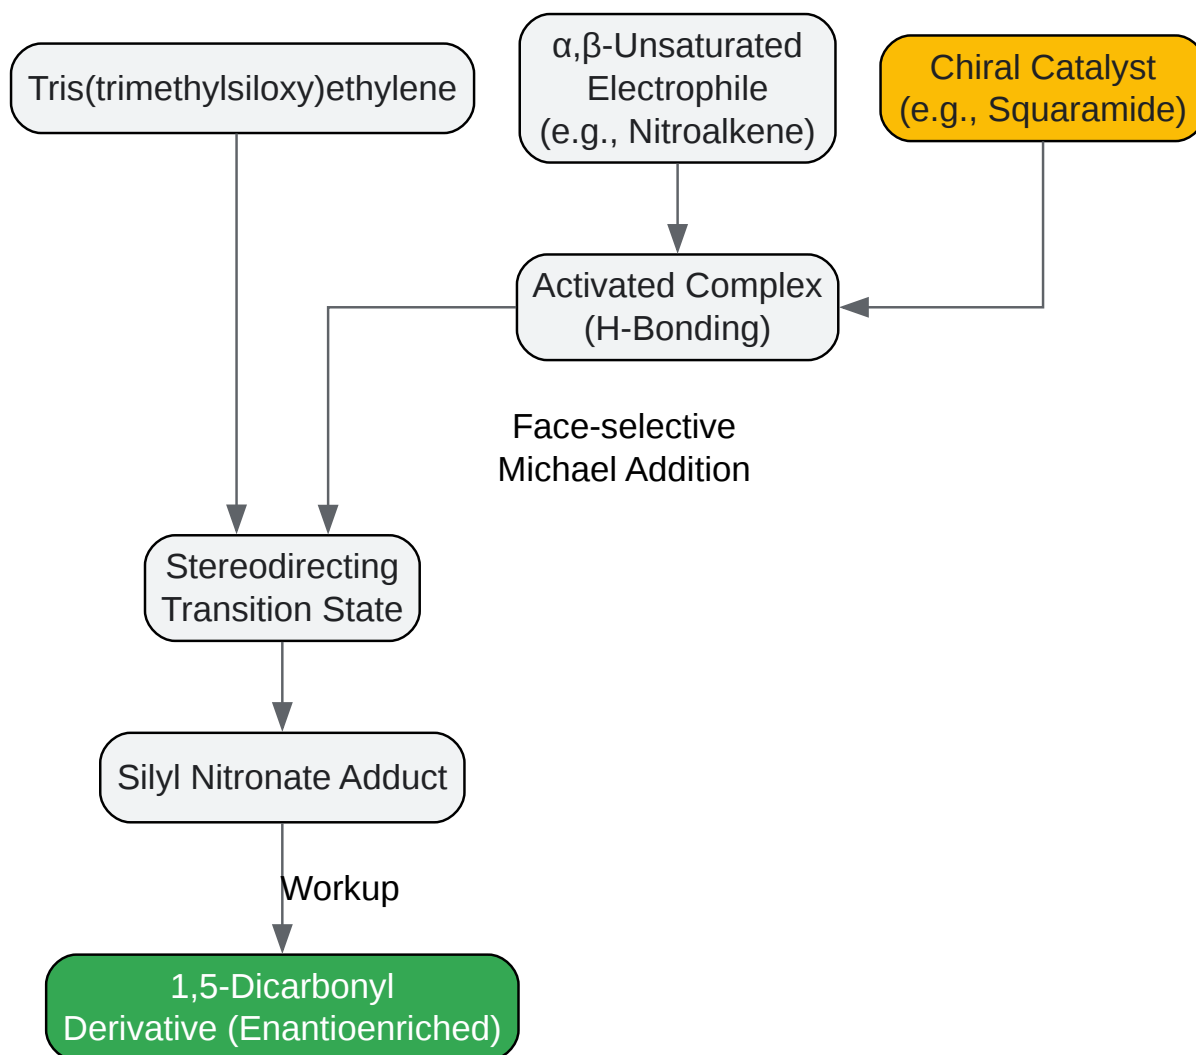 Tris(trimethylsiloxy)ethylene
α,β-Unsaturated
Electrophile
(e.g., Nitroalkene)
Chiral Catalyst
(e.g., Squaramide)
Activated Complex
(H-Bonding)
Face-selective
Michael Addition
Stereodirecting
Transition State
Silyl Nitronate Adduct
Workup
1,5-Dicarbonyl
Derivative (Enantioenriched)